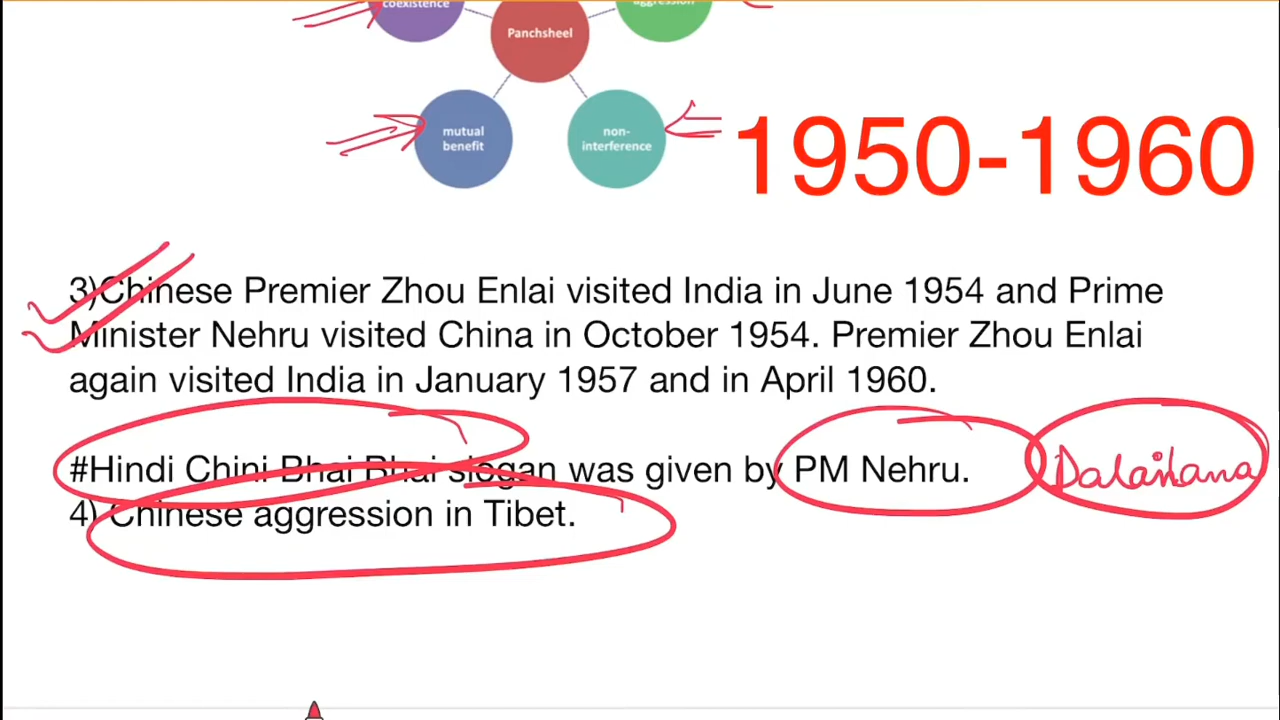 coexistence
aggression
Panchsheel
mutual
benefit
non-
interference
1950-1960
3)Chinese Premier Zhou Enlai visited India in June 1954 and Prime
Minister Nehru visited China in October 1954. Premier Zhou Enlai
again visited India in January 1957 and in April 1960.
#Hindi Chini Bhai Bhai slogan was given by PM Nehru.
Dalailama
4) Chinese aggression in Tibet.